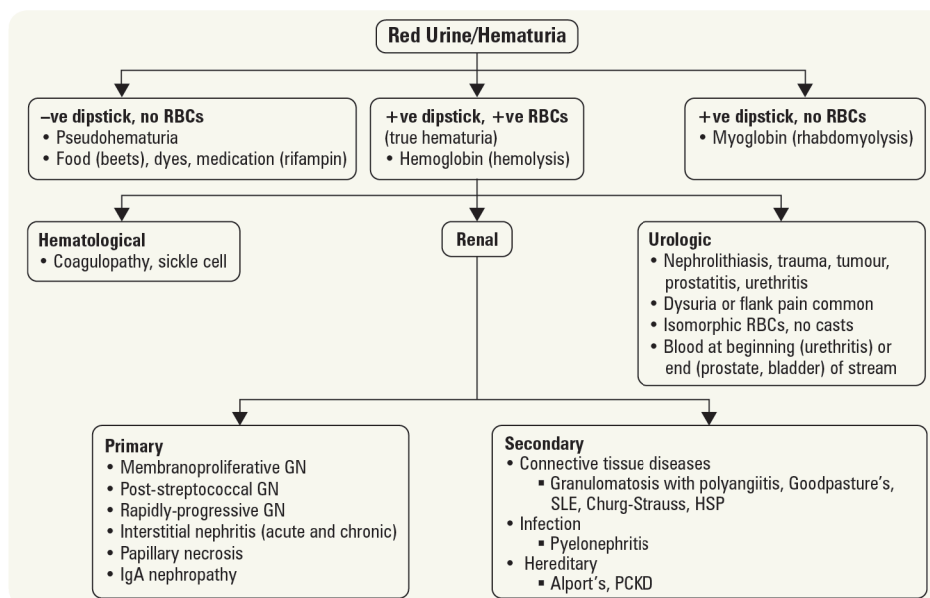 Red Urine/Hematuria
–ve dipstick, no RBCs
• Pseudohematuria
• Food (beets), dyes, medication (rifampin)
+ve dipstick, +ve RBCs
(true hematuria)
• Hemoglobin (hemolysis)
+ve dipstick, no RBCs
• Myoglobin (rhabdomyolysis)
Hematological
• Coagulopathy, sickle cell
Renal
Urologic
• Nephrolithiasis, trauma, tumour,
prostatitis, urethritis
• Dysuria or flank pain common
• Isomorphic RBCs, no casts
• Blood at beginning (urethritis) or
end (prostate, bladder) of stream
Primary
• Membranoproliferative GN
• Post-streptococcal GN
• Rapidly-progressive GN
• Interstitial nephritis (acute and chronic)
• Papillary necrosis
• IgA nephropathy
Secondary
• Connective tissue diseases
▪ Granulomatosis with polyangiitis, Goodpasture’s,
SLE, Churg-Strauss, HSP
• Infection
▪ Pyelonephritis
• Hereditary
▪ Alport’s, PCKD